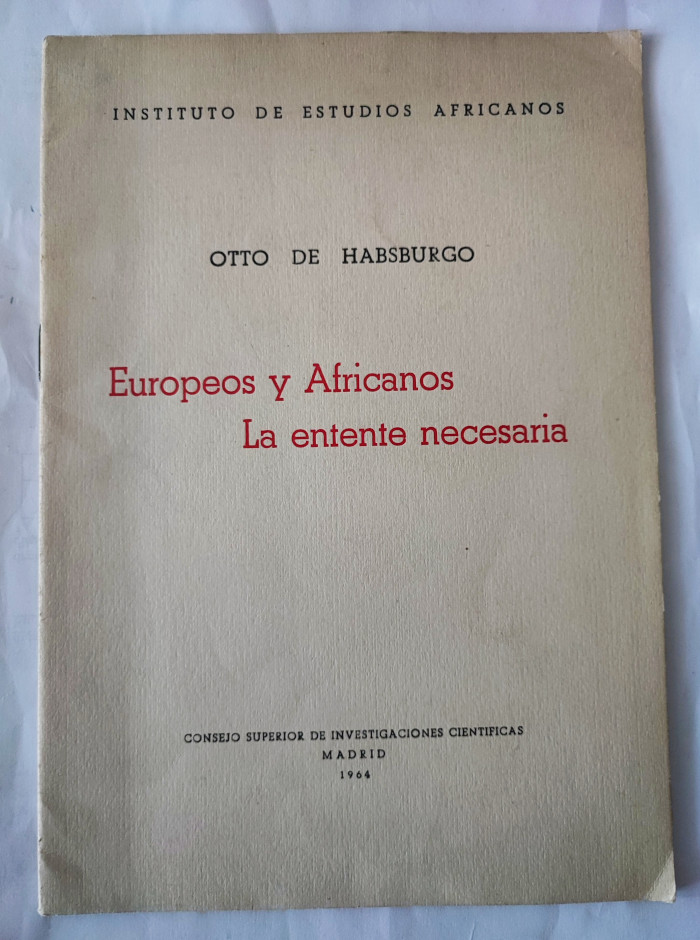 INSTITUTO DE ESTUDIOS AFRICANOS
OTTO DE HABSBURGO
Europeos y Africanos
La entente necesaria
CONSEJO SUPERIOR DE INVESTIGACIONES CIENTIFICAS
MADRID
1964